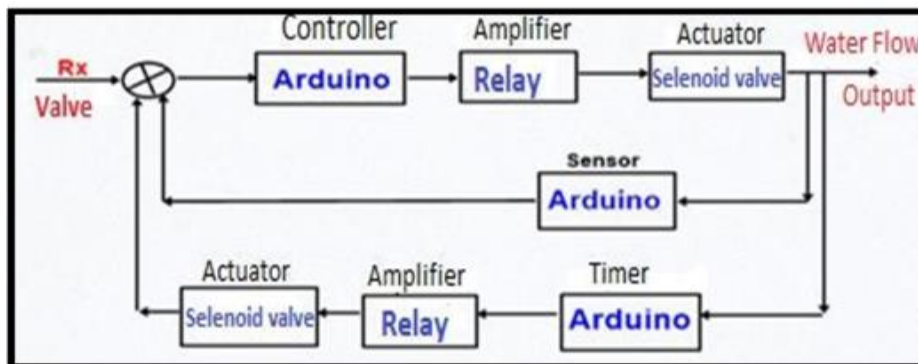 Controller
Amplifier
Actuator
Water Flow
Rx
Arduino
Relay
Selenoid valve
Valve
Output
Sensor
Arduino
Actuator
Amplifier
Timer
Selenoid valve
Relay
Arduino